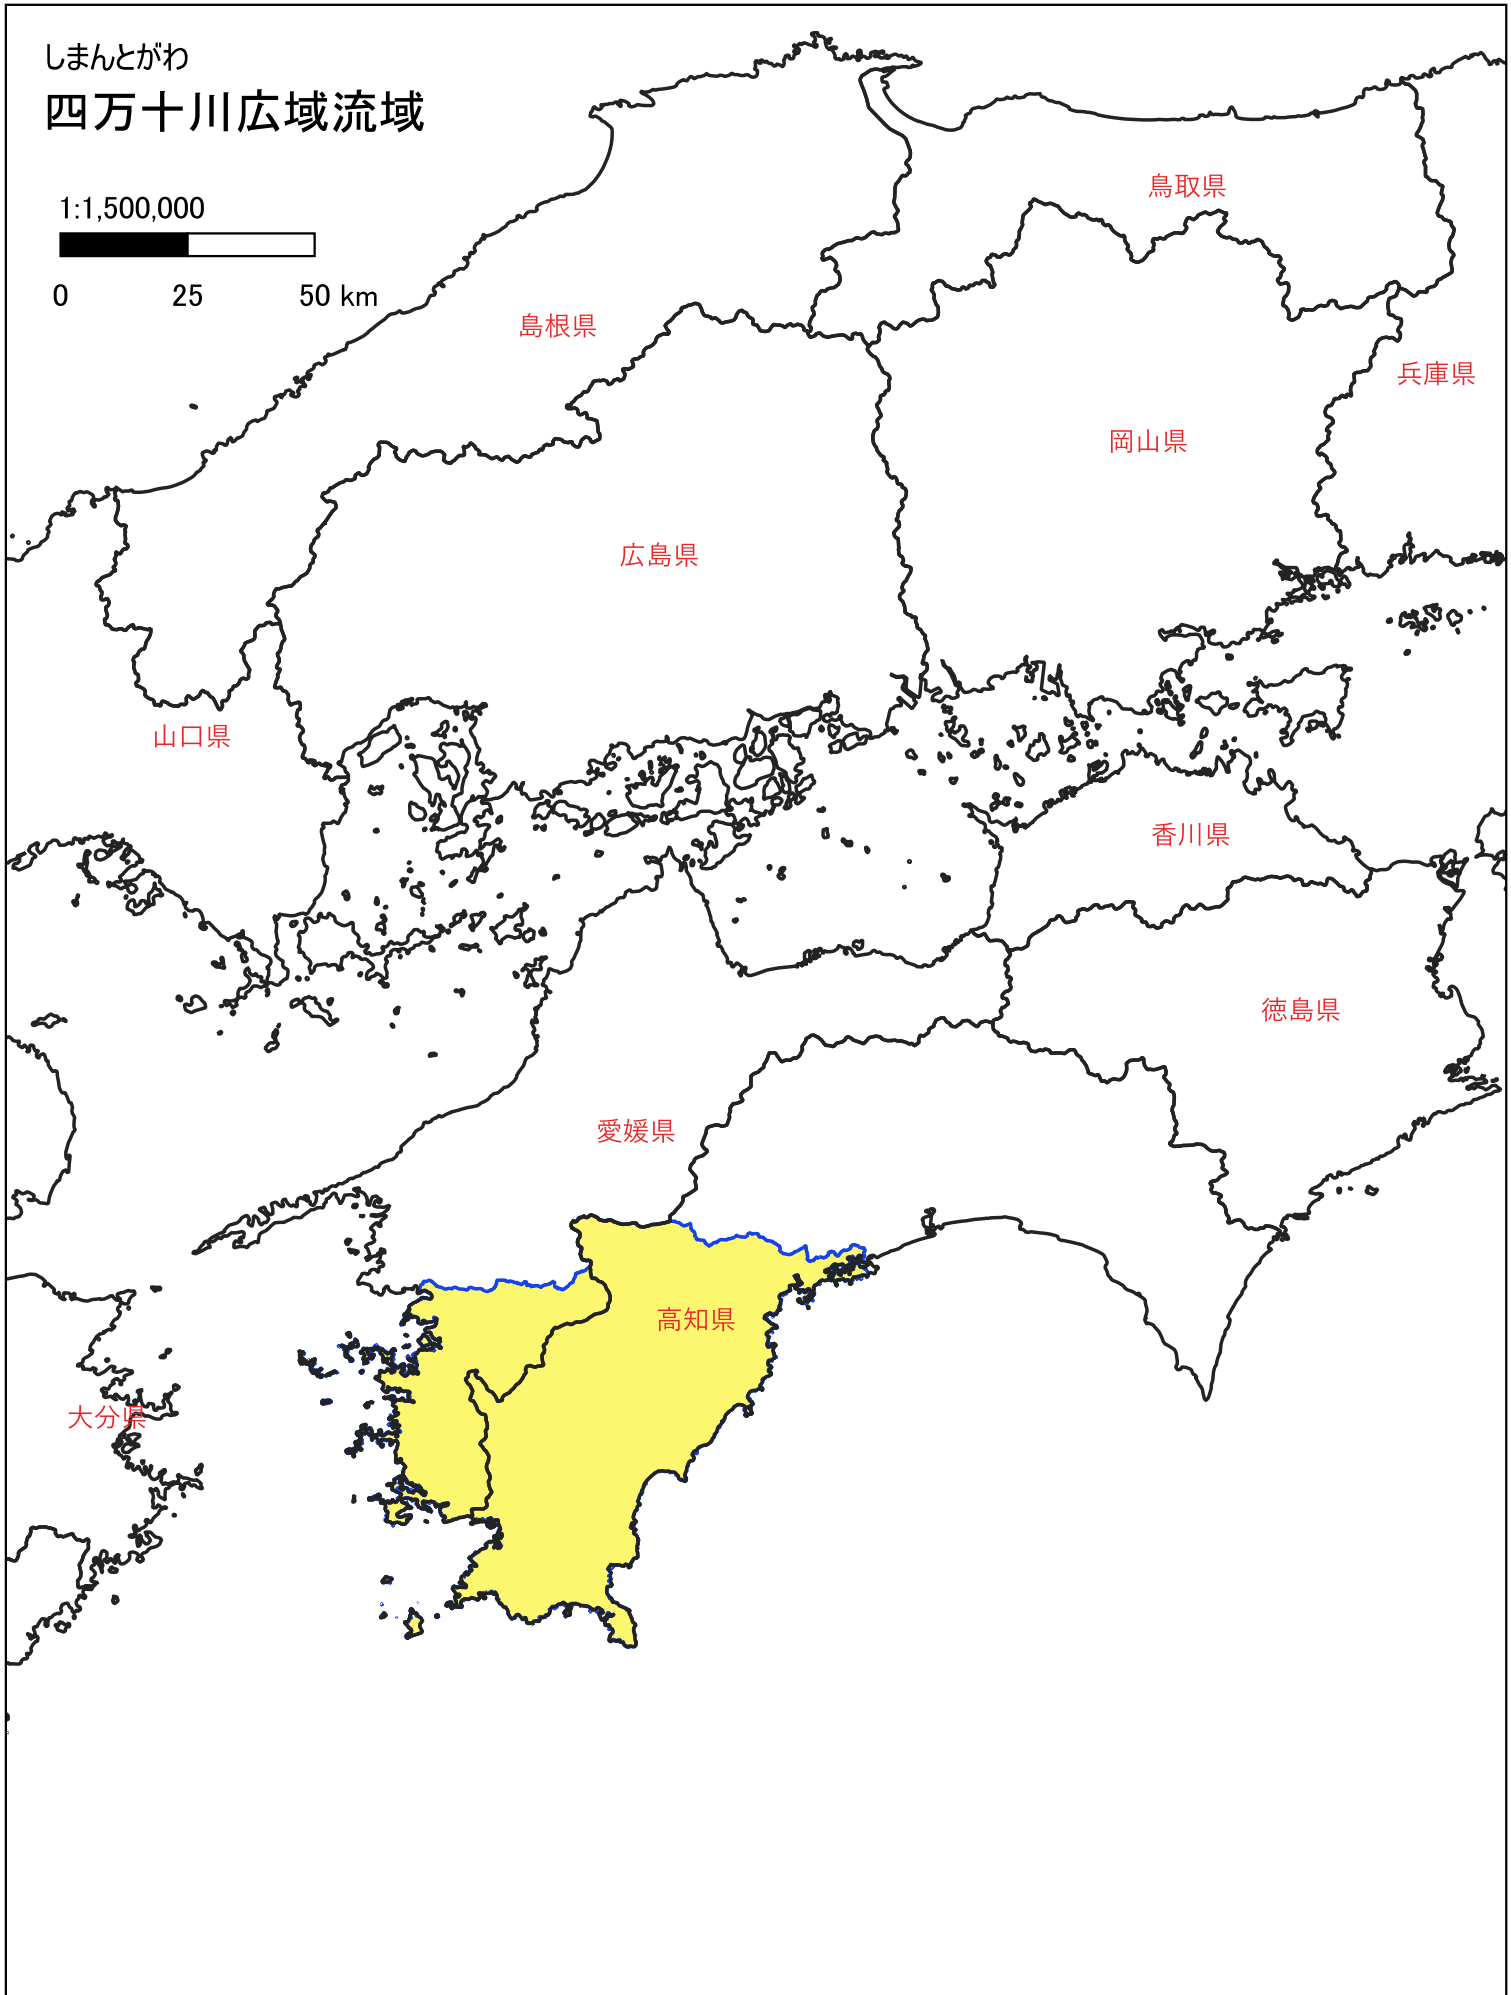 しまんとがわ
四万十川広域流域
1:1,500,000
0 25 50 km
鳥取県
島根県
兵庫県
岡山県
広島県
山口県
香川県
徳島県
愛媛県
高知県
大分県